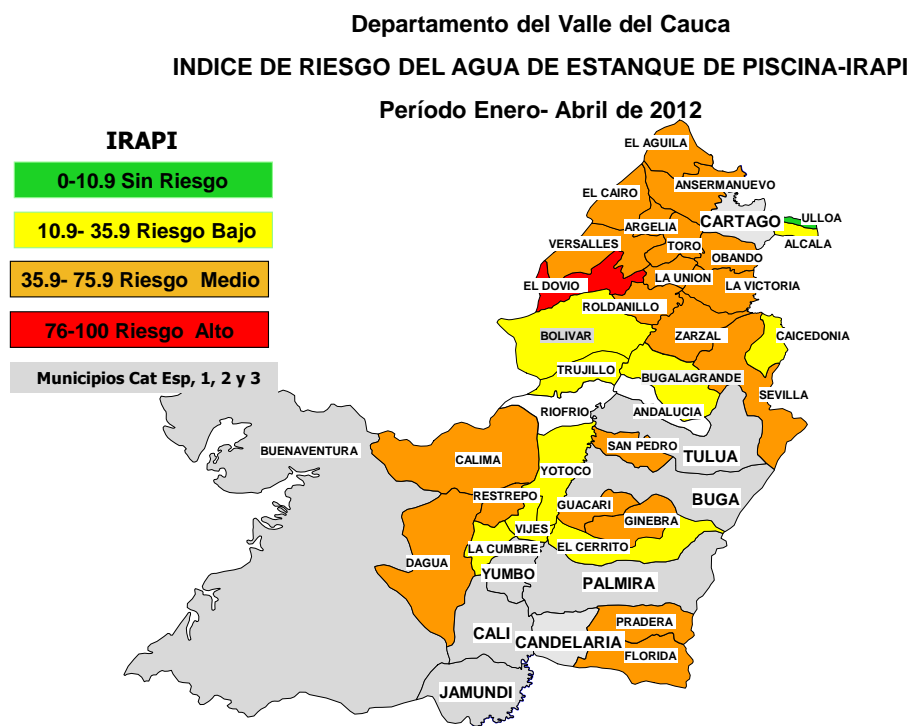 Departamento del Valle del Cauca
INDICE DE RIESGO DEL AGUA DE ESTANQUE DE PISCINA-IRAPI
Período Enero- Abril de 2012
IRAPI
0-10.9 Sin Riesgo
10.9- 35.9 Riesgo Bajo
35.9- 75.9 Riesgo Medio
76-100 Riesgo Alto
Municipios Cat Esp, 1, 2 y 3
EL AGUILA
ANSERMANUEVO
EL CAIRO
CARTAGO
ULLOA
ARGELIA
ALCALA
VERSALLES
TORO
OBANDO
LA UNION
EL DOVIO
LA VICTORIA
ROLDANILLO
BOLIVAR
ZARZAL
CAICEDONIA
TRUJILLO
BUGALAGRANDE
SEVILLA
RIOFRIO
ANDALUCIA
BUENAVENTURA
SAN PEDRO
TULUA
CALIMA
YOTOCO
RESTREPO
BUGA
GUACARI
GINEBRA
VIJES
LA CUMBRE
EL CERRITO
DAGUA
YUMBO
PALMIRA
PRADERA
CALI
CANDELARIA
FLORIDA
JAMUNDI